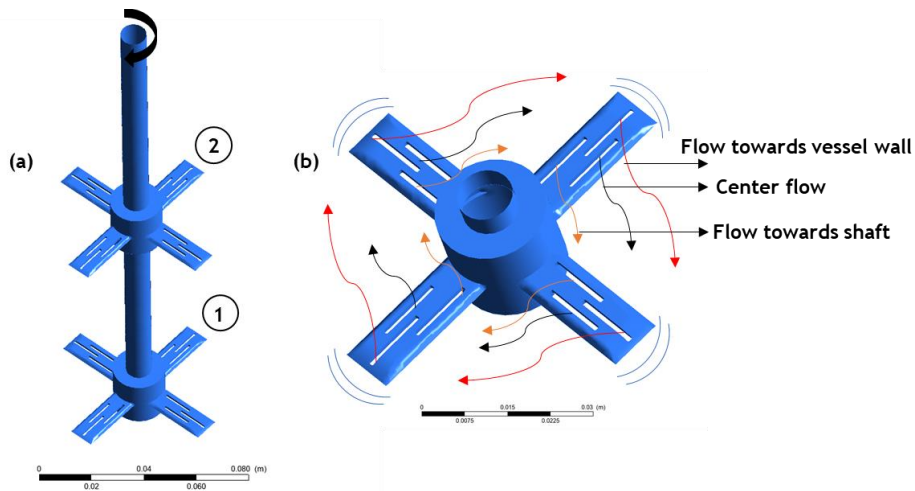 (a)
2
1
0 0.04 0.080 (m)
0.02 0.060
(b)
Flow towards vessel wall
Center flow
Flow towards shaft
0 0.015 0.03 (m)
0.0075 0.0225